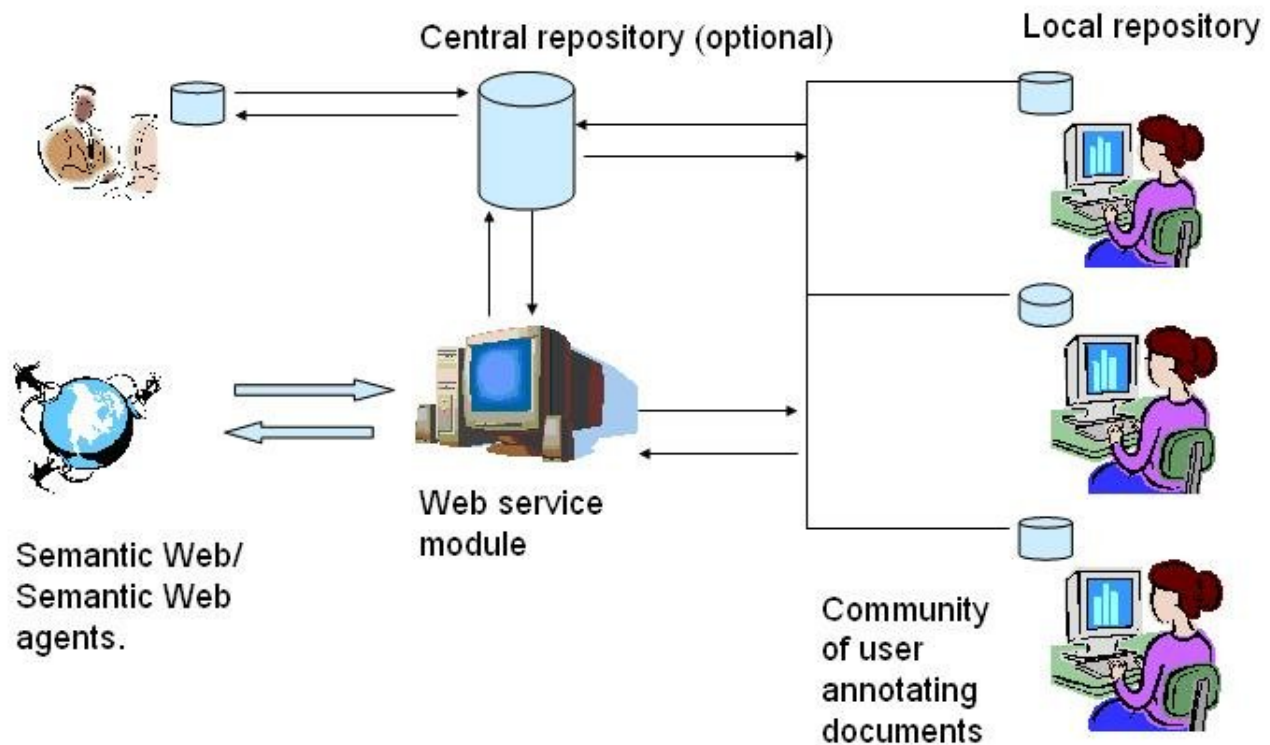 Central repository (optional)
Local repository
Web service
module
Semantic Web/
Semantic Web
agents.
Community
of user
annotating
documents